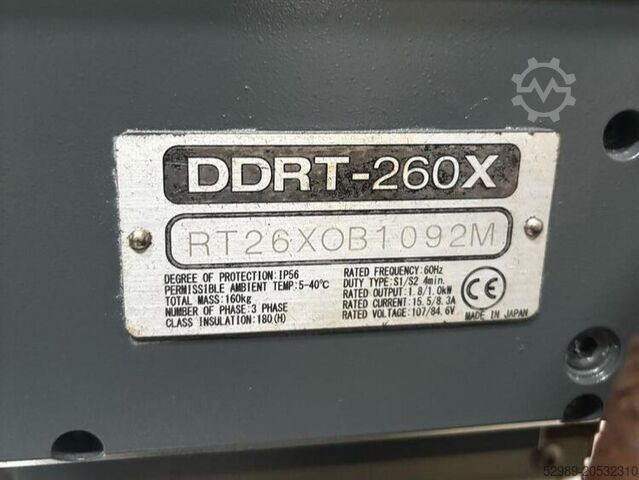 DDRT-260X
RT26XOB1092M
DEGREE OF PROTECTION:IP56
PERMISSIBLE AMBIENT TEMP:5-40℃
TOTAL MASS:160kg
NUMBER OF PHASE:3 PHASE
CLASS INSULATION:180(H)
RATED FREQUENCY:60Hz
DUTY TYPE:S1/S2 4min.
RATED OUTPUT:1.8/1.0kW
RATED CURRENT:15.5/8.3A
RATED VOLTAGE:107/84.6V
CE
MADE IN JAPAN
52989-20532310